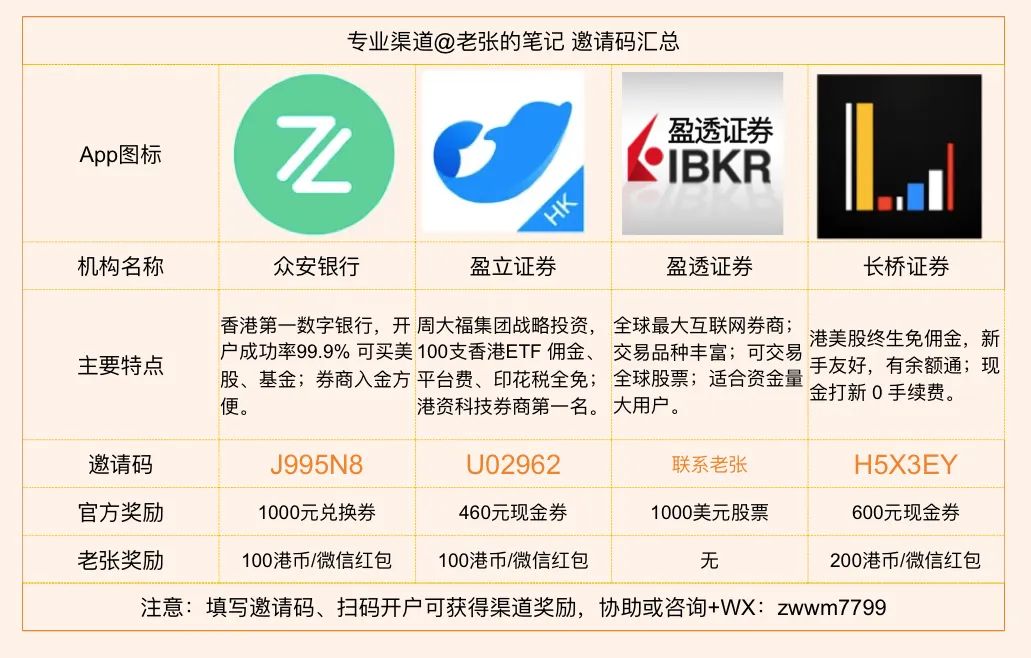 专业渠道@老张的笔记 邀请码汇总
App图标
HK
盈透证券
IBKR
机构名称
众安银行
盈立证券
盈透证券
长桥证券
主要特点
香港第一数字银行，开
户成功率99.9% 可买美
股、基金；券商入金方
便。
周大福集团战略投资，
100支香港ETF 佣金、
平台费、印花税全免；
港资科技券商第一名。
全球最大互联网券商；
交易品种丰富；可交易
全球股票；适合资金量
大用户。
港美股终生免佣金，新
手友好，有余额通；现
金打新 0 手续费。
邀请码
J995N8
U02962
联系老张
H5X3EY
官方奖励
1000元兑换券
460元现金券
1000美元股票
600元现金券
老张奖励
100港币/微信红包
100港币/微信红包
无
200港币/微信红包
注意：填写邀请码、扫码开户可获得渠道奖励，协助或咨询+WX：zwwm7799